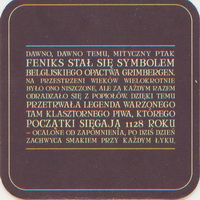 DAWNO, DAWNO TEMU, MITYCZNY PTAK
FENIKS STAŁ SIĘ SYMBOLEM
BELGIJSKIEGO OPACTWA GRIMBERGEN.
NA PRZESTRZENI WIEKÓW WIELOKROTNIE
BYŁO ONO NISZCZONE, ALE ZA KAŻDYM RAZEM
ODRADZAŁO SIĘ Z POPIOŁÓW. DZIĘKI TEMU
PRZETRWAŁA LEGENDA WARZONEGO
TAM KLASZTORNEGO PIWA, KTÓREGO
POCZĄTKI SIĘGAJĄ 1128 ROKU
– OCALONE OD ZAPOMNIENIA, PO DZIŚ DZIEŃ
ZACHWYCA SMAKIEM PRZY KAŻDYM ŁYKU.